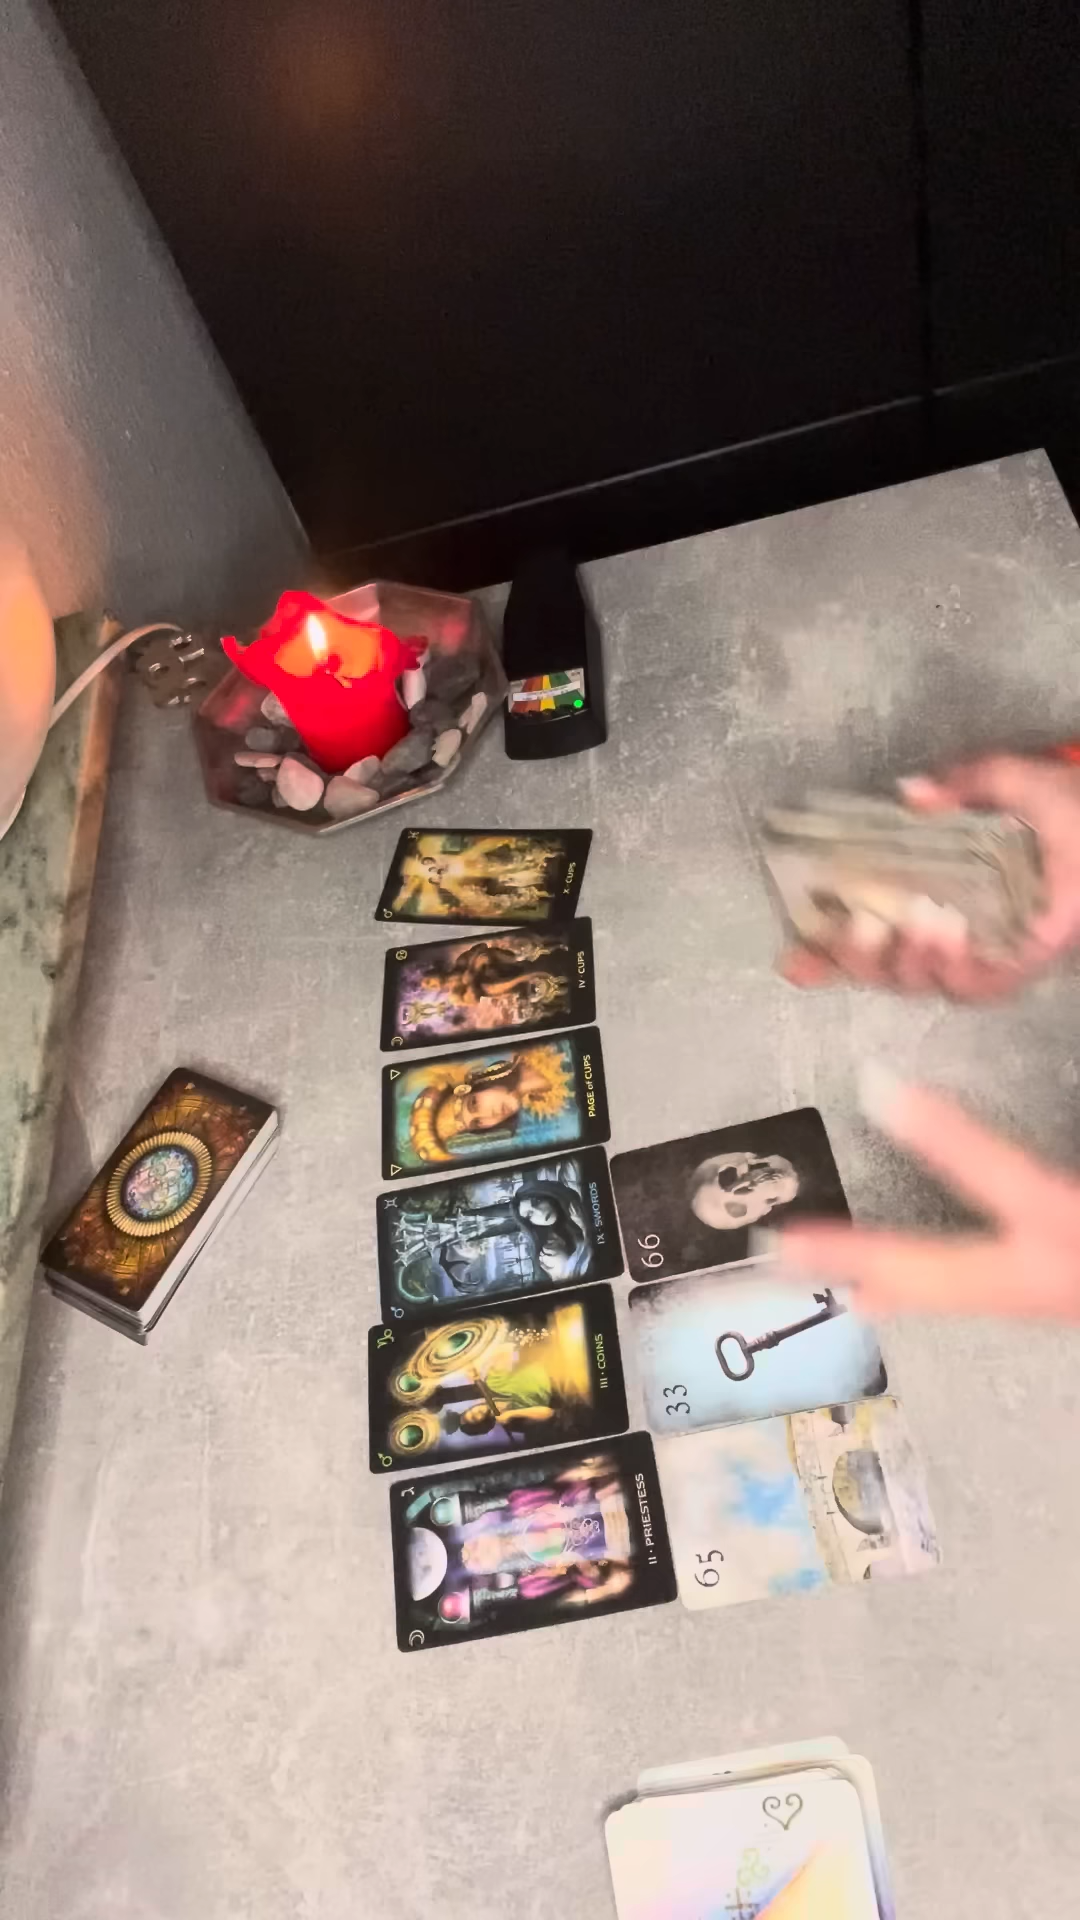 X · CUPS
IV · CUPS
PAGE of CUPS
IX · SWORDS
III · COINS
II · PRIESTESS
66
33
65